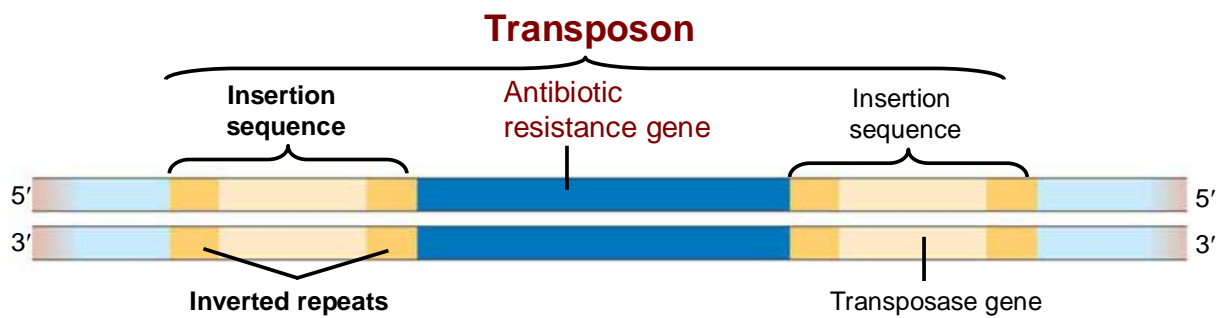 Transposon
Insertion
sequence
Antibiotic
resistance gene
Insertion
sequence
5′
5′
3′
3′
Inverted repeats
Transposase gene